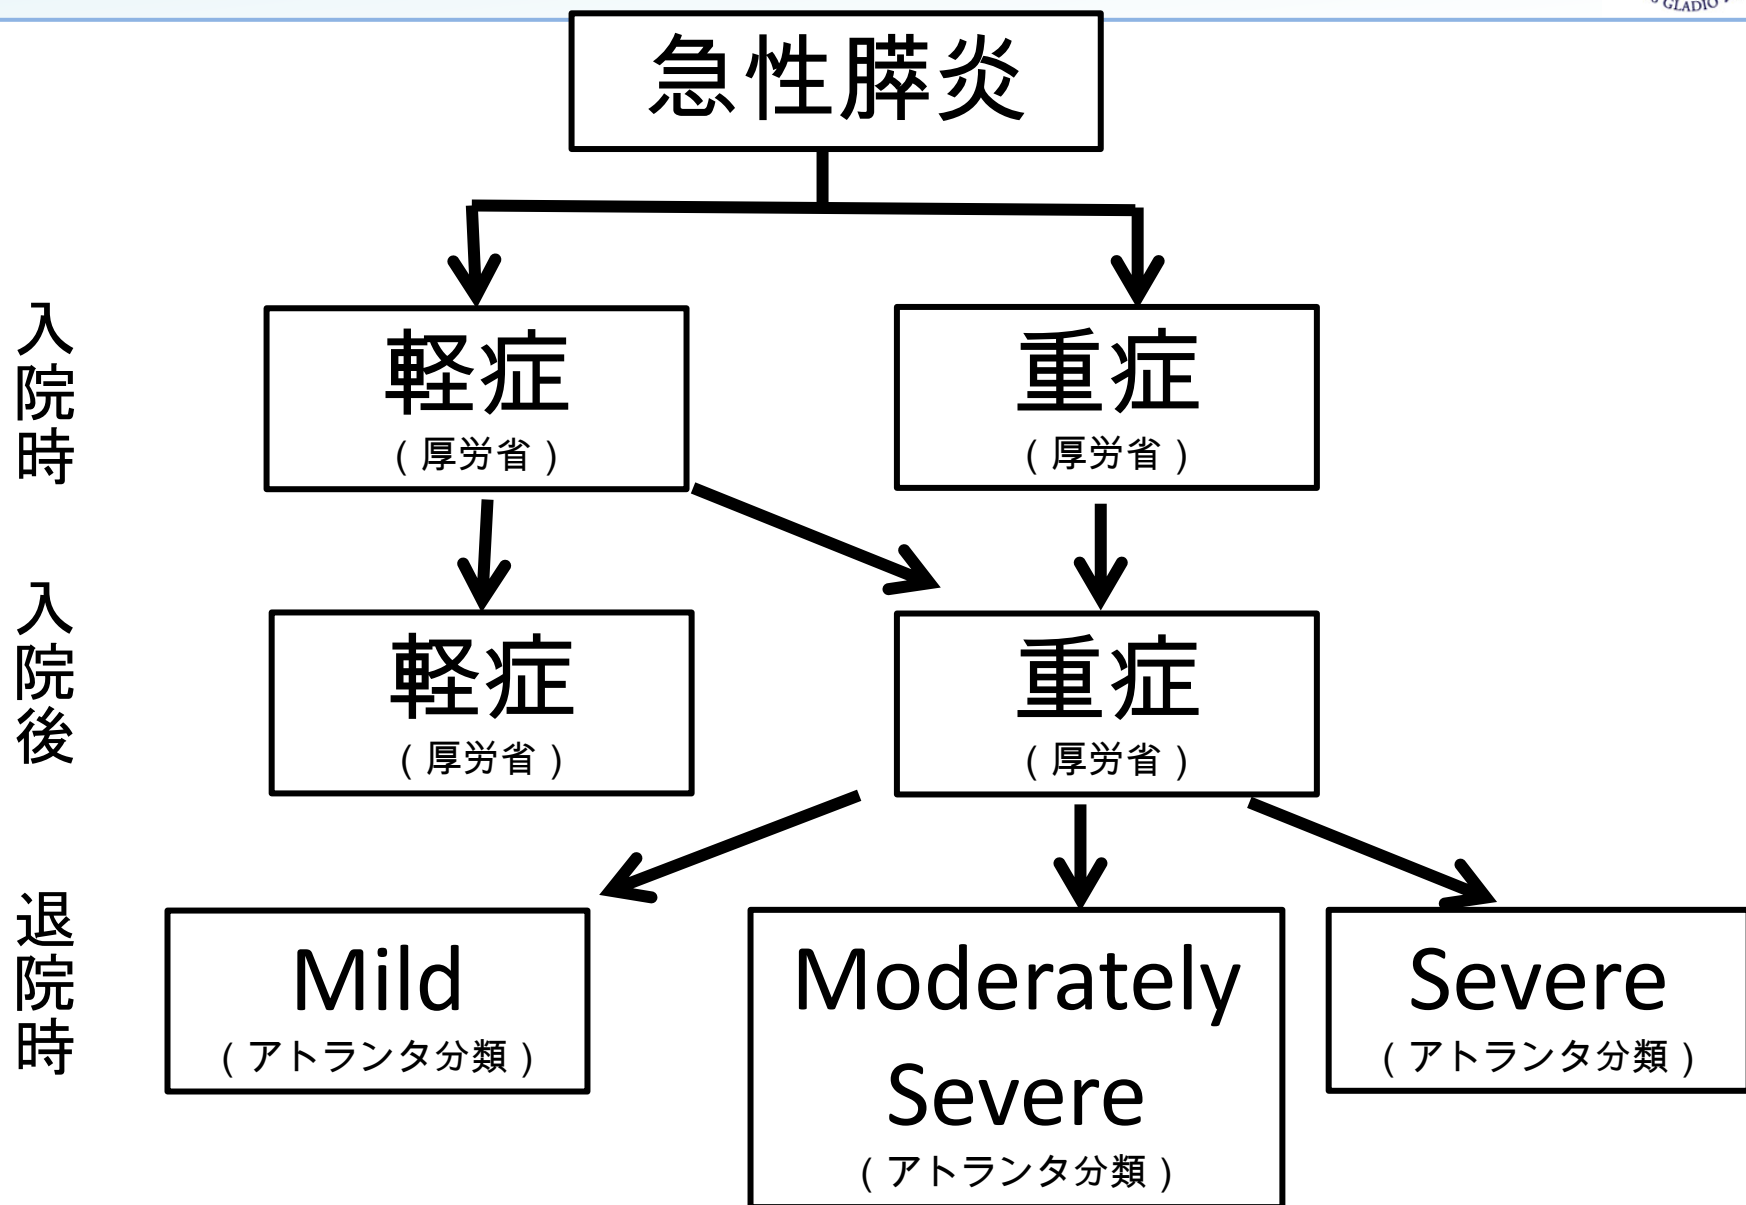 GLADIO
急性膵炎
入院時
軽症
（厚労省）
重症
（厚労省）
入院後
軽症
（厚労省）
重症
（厚労省）
退院時
Mild
（アトランタ分類）
Moderately
Severe
（アトランタ分類）
Severe
（アトランタ分類）